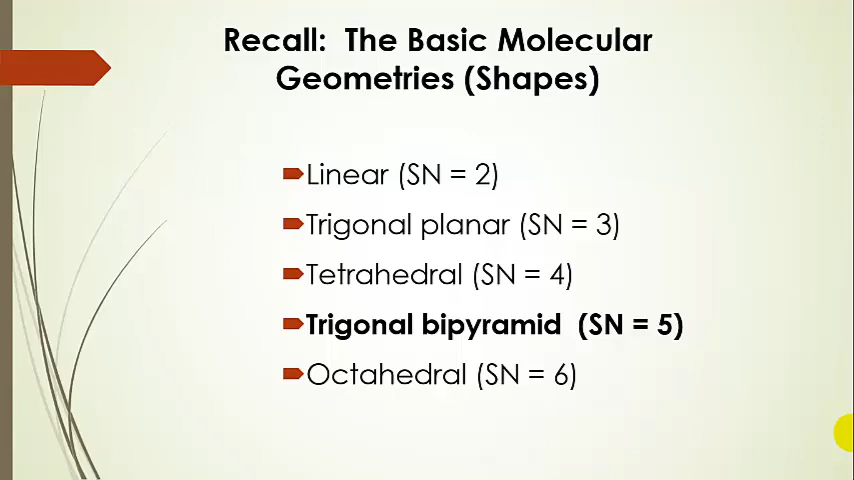 Recall: The Basic Molecular
Geometries (Shapes)
Linear (SN = 2)
Trigonal planar (SN = 3)
Tetrahedral (SN = 4)
Trigonal bipyramid (SN = 5)
Octahedral (SN = 6)